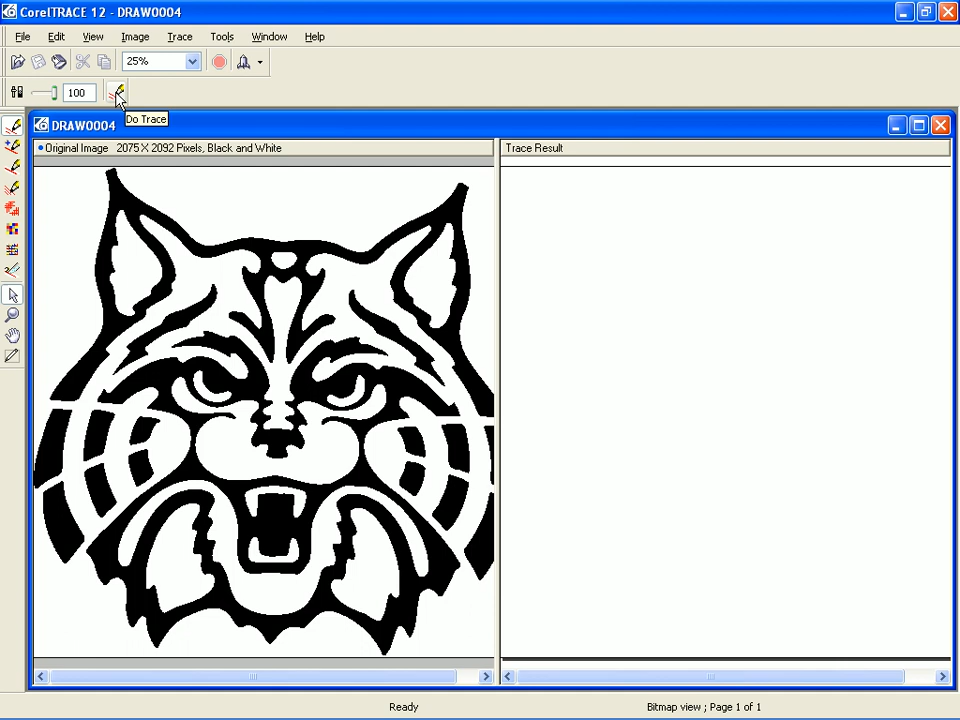 CorelTRACE 12 - DRAW0004
File Edit View Image Trace Tools Window Help
25%
100
Do Trace
DRAW0004
Original Image 2075 X 2092 Pixels, Black and White
Trace Result
Ready
Bitmap view ; Page 1 of 1